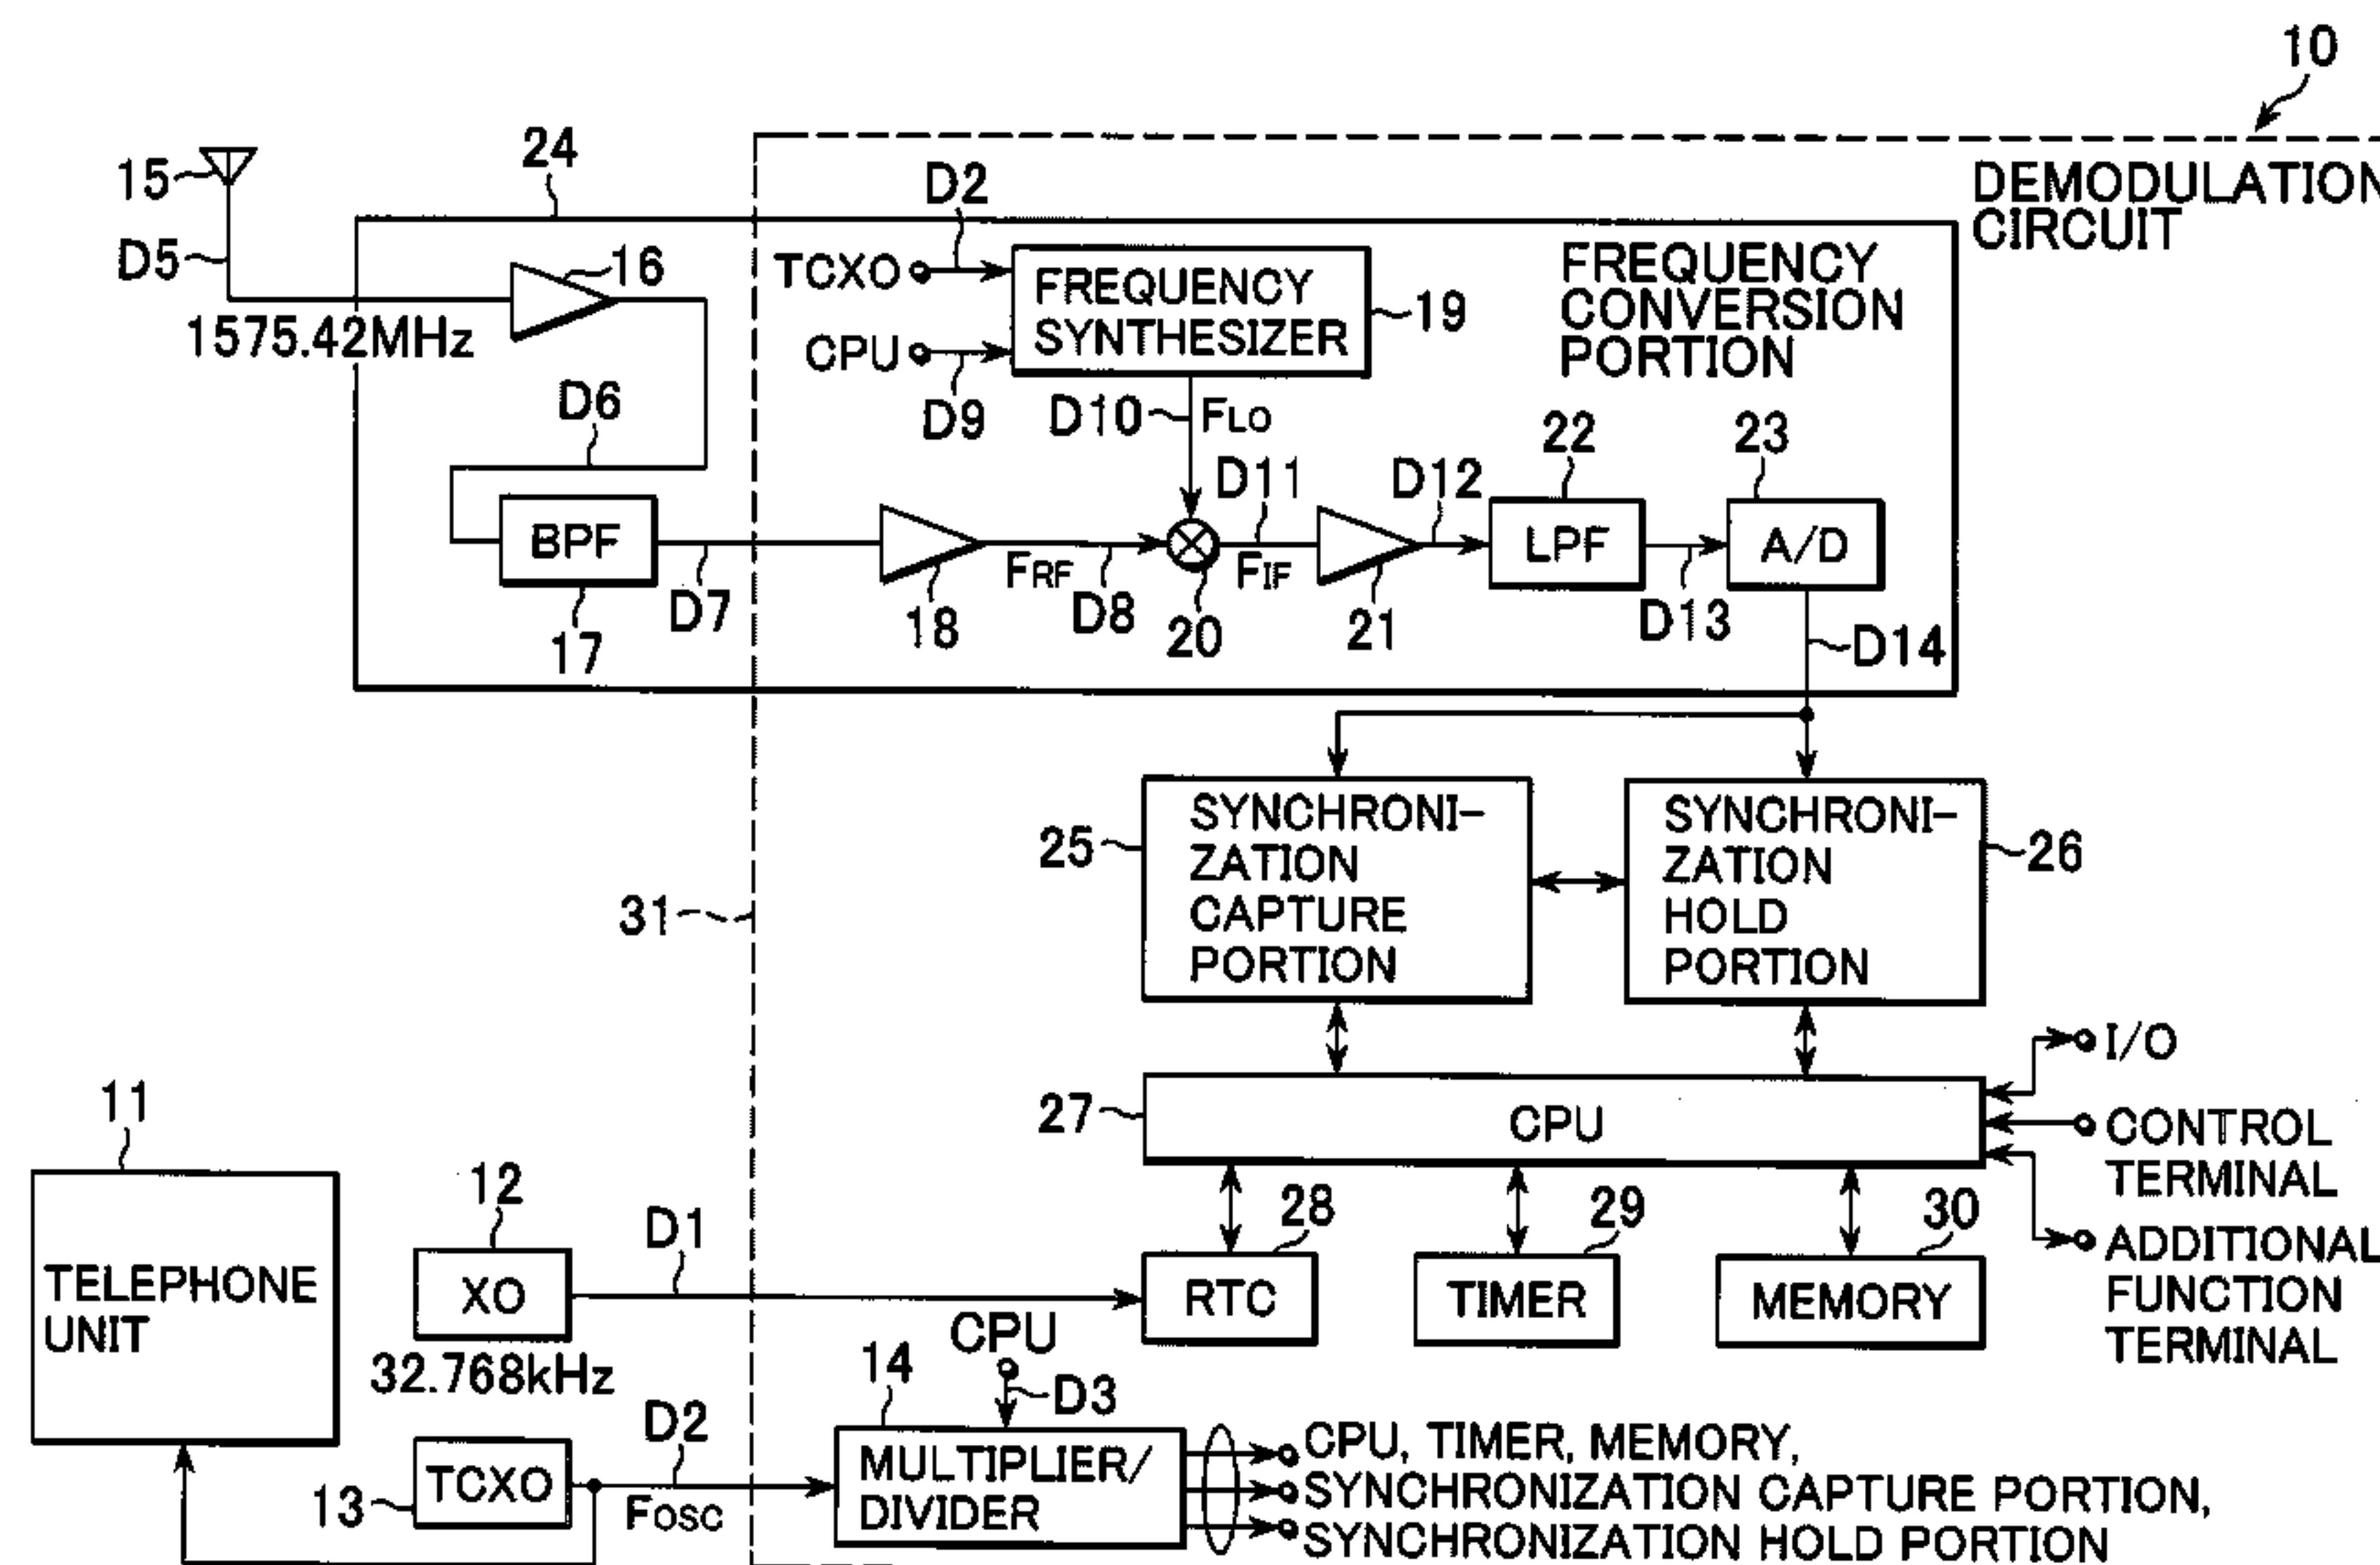 10
DEMODULATION
CIRCUIT
24
15
D5
1575.42MHz
16
D6
BPF
17
D7
D2
TCXO
CPU
D9
FREQUENCY
SYNTHESIZER
19
FREQUENCY
CONVERSION
PORTION
D10
FLO
18
FRF
D8
20
D11
FIF
21
D12
22
LPF
D13
23
A/D
D14
25
SYNCHRONI-
ZATION
CAPTURE
PORTION
SYNCHRONI-
ZATION
HOLD
PORTION
26
31
27
CPU
I/O
CONTROL
TERMINAL
ADDITIONAL
FUNCTION
TERMINAL
28
RTC
29
TIMER
30
MEMORY
11
TELEPHONE
UNIT
12
XO
32.768kHz
D1
13
TCXO
D2
FOSC
CPU
D3
14
MULTIPLIER/
DIVIDER
CPU, TIMER, MEMORY,
SYNCHRONIZATION CAPTURE PORTION,
SYNCHRONIZATION HOLD PORTION